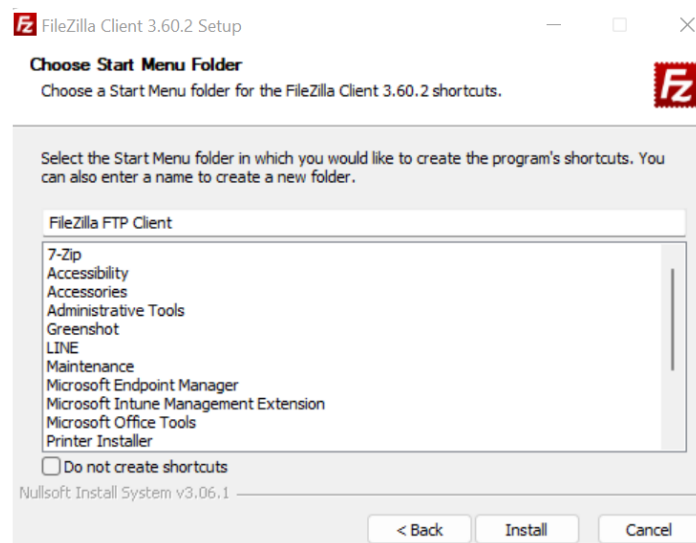 Fz FileZilla Client 3.60.2 Setup
Choose Start Menu Folder
Choose a Start Menu folder for the FileZilla Client 3.60.2 shortcuts.
Fz
Select the Start Menu folder in which you would like to create the program's shortcuts. You
can also enter a name to create a new folder.
FileZilla FTP Client
7-Zip
Accessibility
Accessories
Administrative Tools
Greenshot
LINE
Maintenance
Microsoft Endpoint Manager
Microsoft Intune Management Extension
Microsoft Office Tools
Printer Installer
Do not create shortcuts
Nullsoft Install System v3.06.1
< Back Install Cancel